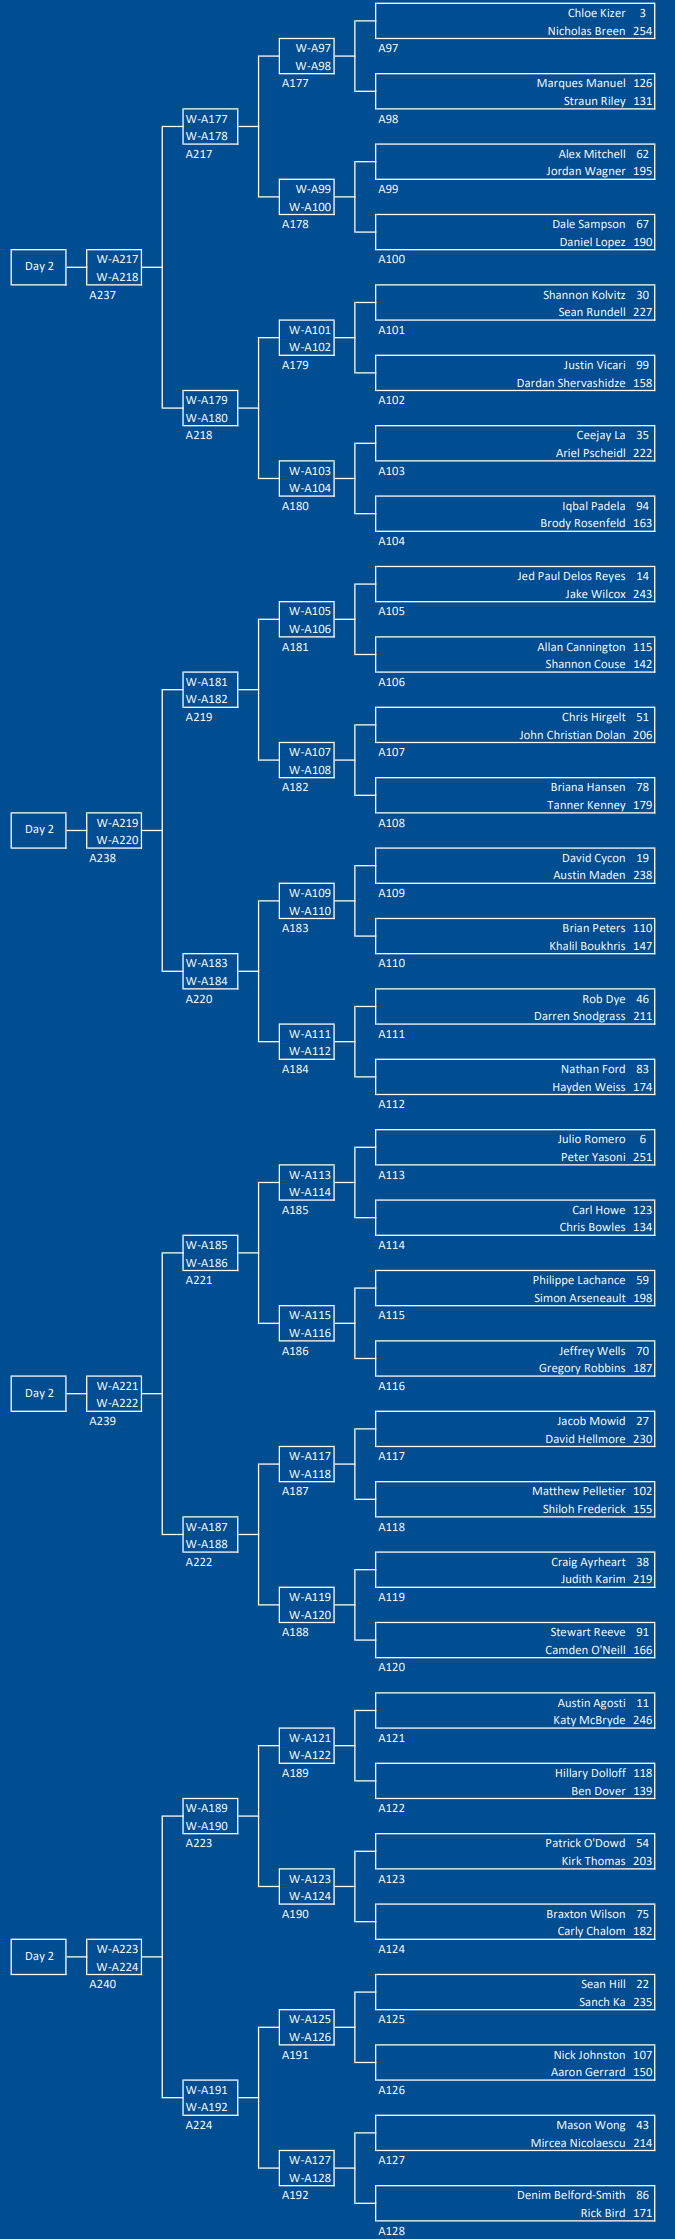 Chloe Kizer 3
Nicholas Breen 254
W-A97
A97
W-A98
A177
Marques Manuel 126
Straun Riley 131
A98
W-A177
W-A178
A217
Alex Mitchell 62
Jordan Wagner 195
A99
W-A99
W-A100
A178
Dale Sampson 67
Daniel Lopez 190
A100
Day 2
W-A217
W-A218
A237
Shannon Kolvitz 30
Sean Rundell 227
A101
W-A101
W-A102
A179
Justin Vicari 99
Dardan Shervashidze 158
A102
W-A179
W-A180
A218
Ceejay La 35
Ariel Pscheidl 222
A103
W-A103
W-A104
A180
Iqbal Padela 94
Brody Rosenfeld 163
A104
Jed Paul Delos Reyes 14
Jake Wilcox 243
A105
W-A105
W-A106
A181
Allan Cannington 115
Shannon Couse 142
A106
W-A181
W-A182
A219
Chris Hirgelt 51
John Christian Dolan 206
A107
W-A107
W-A108
A182
Briana Hansen 78
Tanner Kenney 179
A108
Day 2
W-A219
W-A220
A238
David Cycon 19
Austin Maden 238
A109
W-A109
W-A110
A183
Brian Peters 110
Khalil Boukhris 147
A110
W-A183
W-A184
A220
Rob Dye 46
Darren Snodgrass 211
A111
W-A111
W-A112
A184
Nathan Ford 83
Hayden Weiss 174
A112
Julio Romero 6
Peter Yasoni 251
A113
W-A113
W-A114
A185
Carl Howe 123
Chris Bowles 134
A114
W-A185
W-A186
A221
Philippe Lachance 59
Simon Arseneault 198
A115
W-A115
W-A116
A186
Jeffrey Wells 70
Gregory Robbins 187
A116
Day 2
W-A221
W-A222
A239
Jacob Mowid 27
David Hellmore 230
A117
W-A117
W-A118
A187
Matthew Pelletier 102
Shiloh Frederick 155
A118
W-A187
W-A188
A222
Craig Ayrheart 38
Judith Karim 219
A119
W-A119
W-A120
A188
Stewart Reeve 91
Camden O'Neill 166
A120
Austin Agosti 11
Katy McBryde 246
A121
W-A121
W-A122
A189
Hillary Dolloff 118
Ben Dover 139
A122
W-A189
W-A190
A223
Patrick O'Dowd 54
Kirk Thomas 203
A123
W-A123
W-A124
A190
Braxton Wilson 75
Carly Chalom 182
A124
Day 2
W-A223
W-A224
A240
Sean Hill 22
Sanch Ka 235
A125
W-A125
W-A126
A191
Nick Johnston 107
Aaron Gerrard 150
A126
W-A191
W-A192
A224
Mason Wong 43
Mircea Nicolaescu 214
A127
W-A127
W-A128
A192
Denim Belford-Smith 86
Rick Bird 171
A128